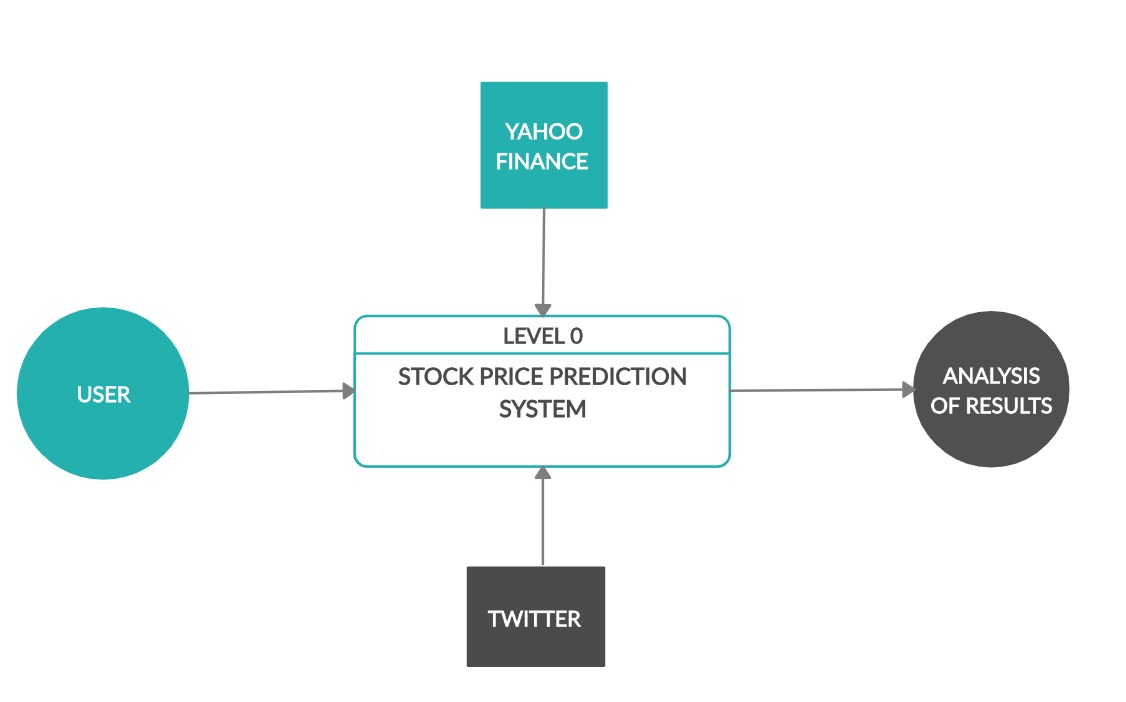 YAHOO
FINANCE
LEVEL 0
STOCK PRICE PREDICTION
SYSTEM
USER
ANALYSIS
OF RESULTS
TWITTER